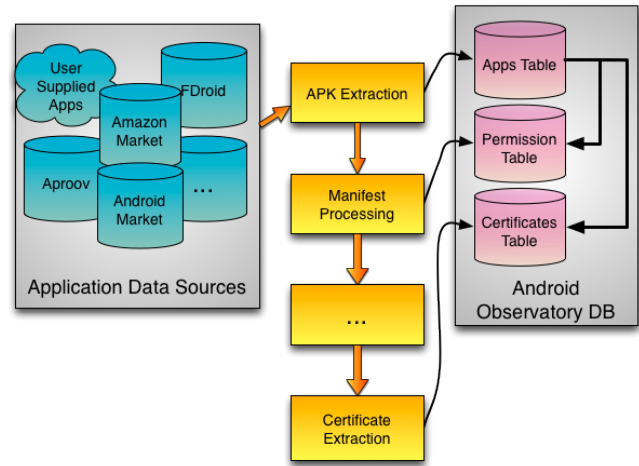 User
Supplied
Apps
FDroid
Amazon
Market
Aproov
Android
Market
...
Application Data Sources
APK Extraction
Manifest
Processing
...
Certificate
Extraction
Apps Table
Permission
Table
Certificates
Table
Android
Observatory DB